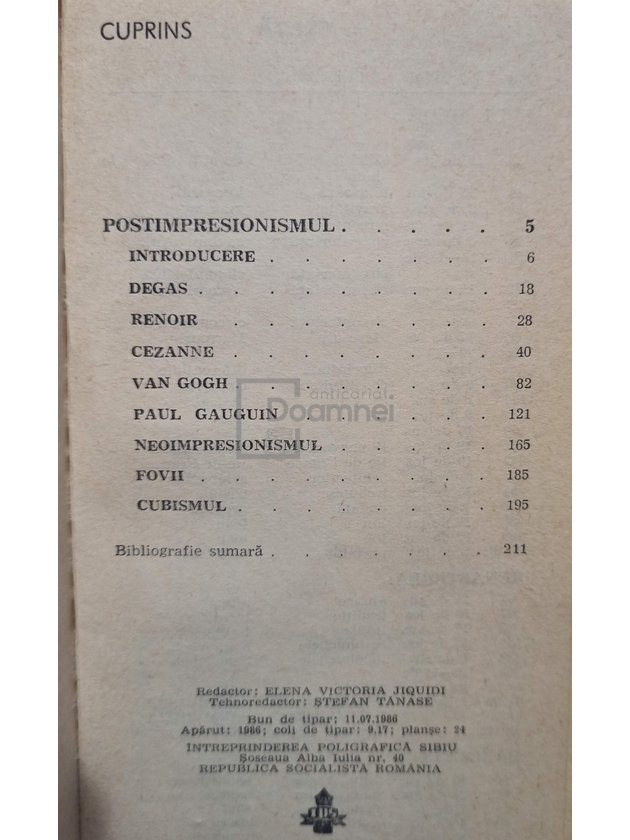 CUPRINS
POSTIMPRESIONISMUL . . . . . 5
INTRODUCERE . . . . . . . 6
DEGAS . . . . . . . . . 18
RENOIR . . . . . . . . 28
CEZANNE . . . . . . . . 40
VAN GOGH . . . . . . . . 82
PAUL GAUGUIN . . . . . . 121
NEOIMPRESIONISMUL . . . . . 165
FOVII . . . . . . . . . 185
CUBISMUL . . . . . . . . 195
Bibliografie sumară . . . . . . . 211
anticariat
Doamnei
Redactor: ELENA VICTORIA JIQUIDI
Tehnoredactor: ȘTEFAN TANASE
Bun de tipar: 11.07.1986
Apărut: 1986; coli de tipar: 9,17; planșe: 24
INTREPRINDEREA POLIGRAFICĂ SIBIU
Șoseaua Alba Iulia nr. 40
REPUBLICA SOCIALISTĂ ROMÂNIA